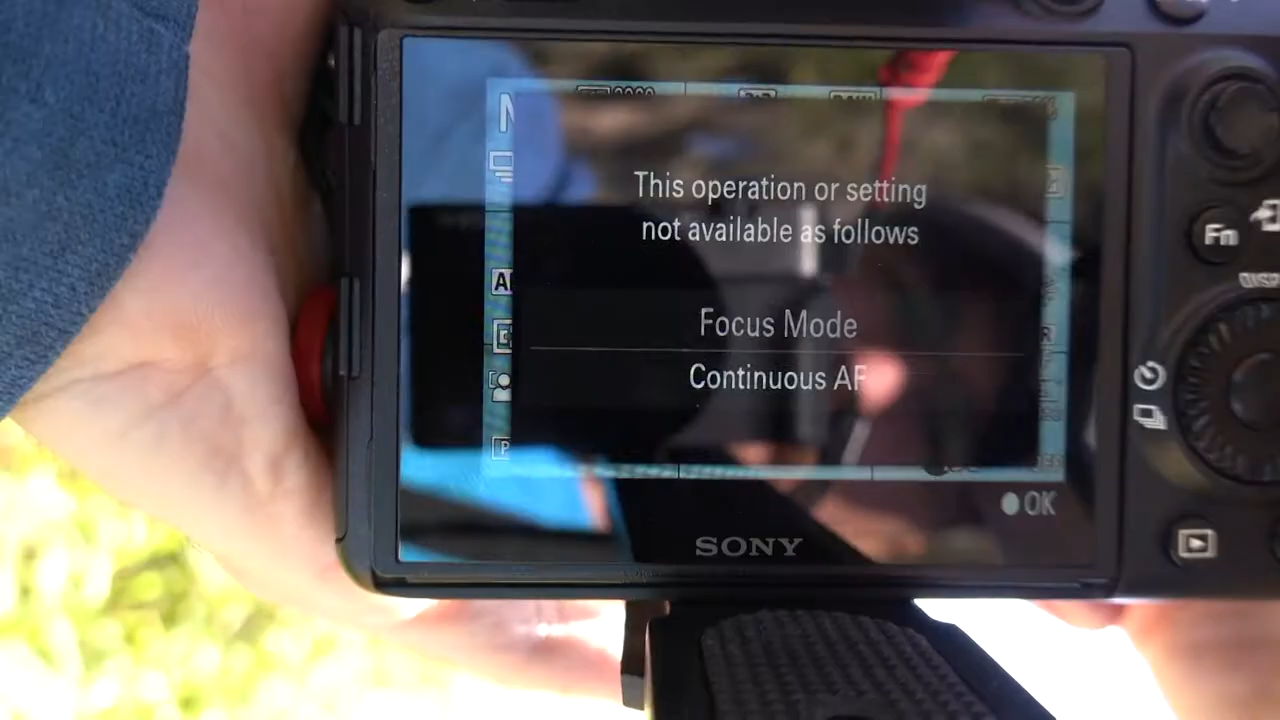 This operation or setting
not available as follows
Focus Mode
Continuous AF
OK
SONY
Fn